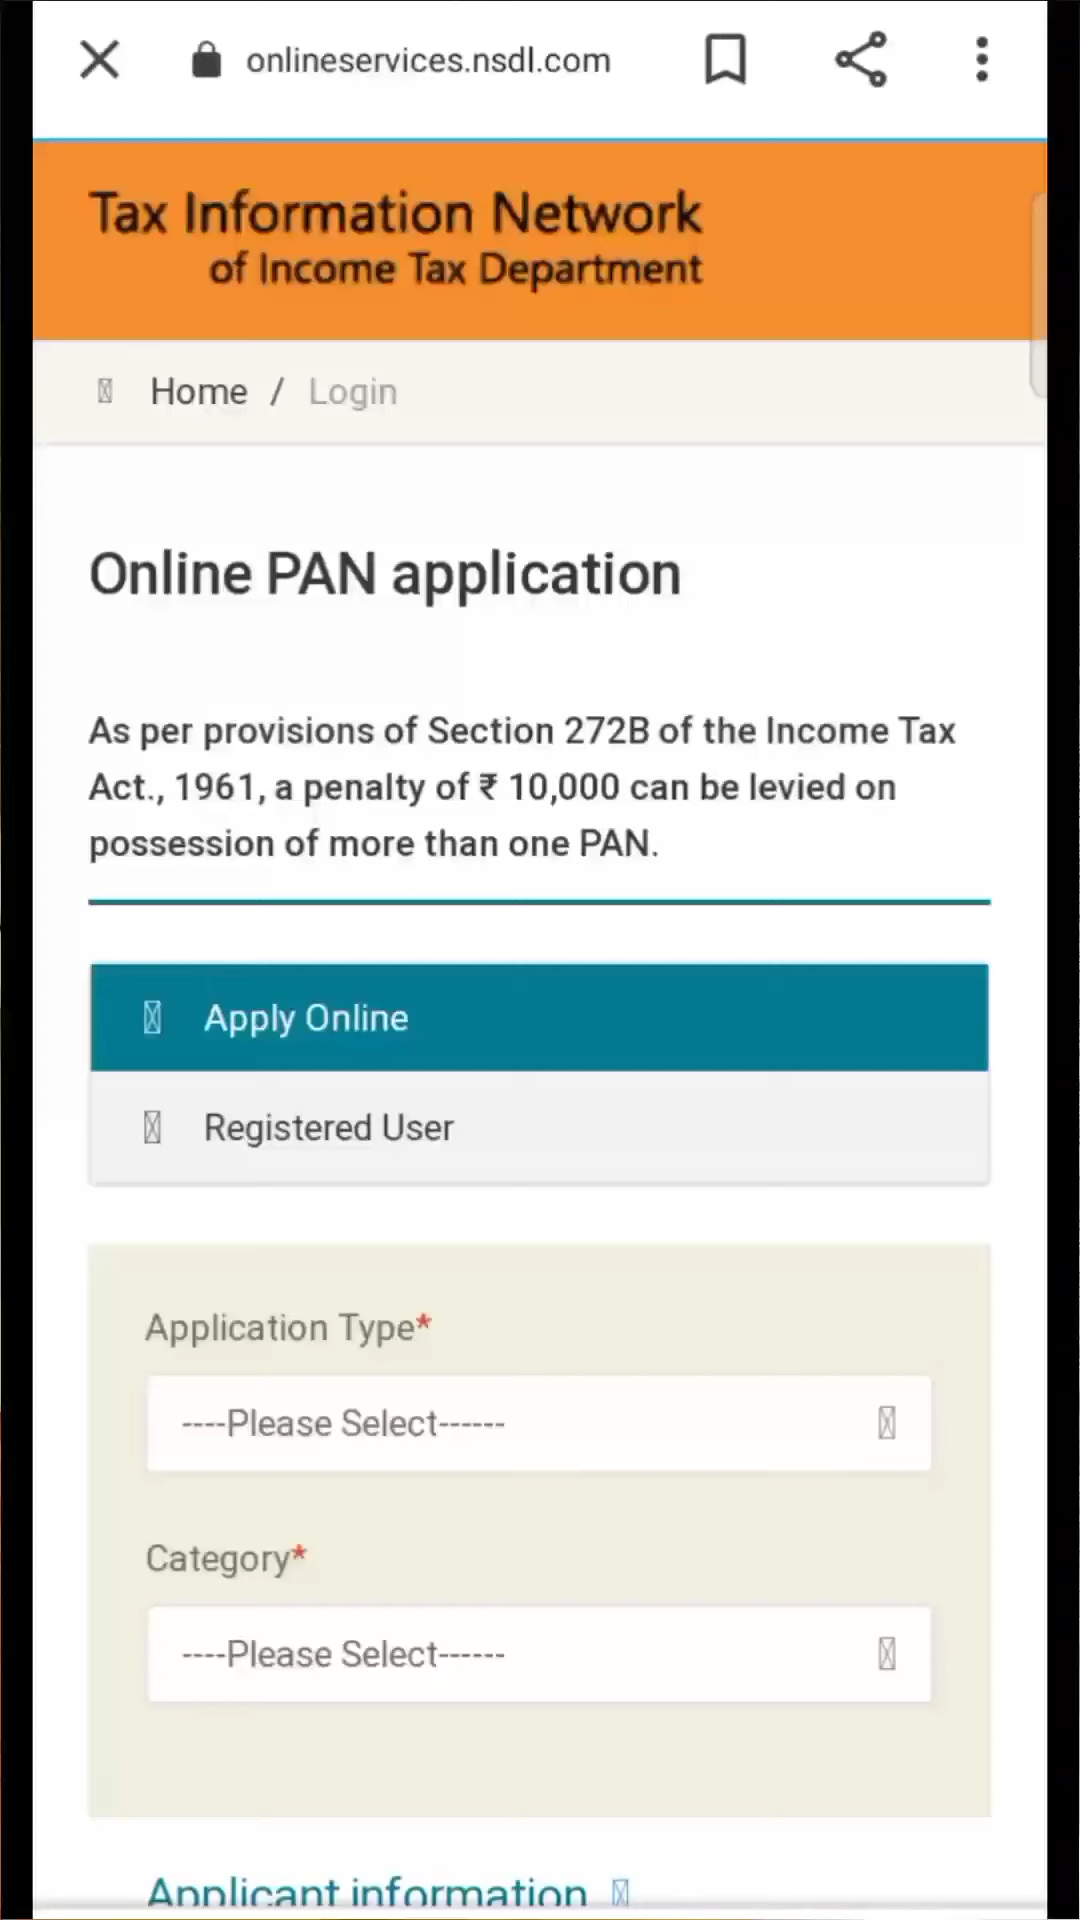 onlineservices.nsdl.com
Tax Information Network
of Income Tax Department
Home / Login
Online PAN application
As per provisions of Section 272B of the Income Tax
Act., 1961, a penalty of ₹ 10,000 can be levied on
possession of more than one PAN.
Apply Online
Registered User
Application Type*
----Please Select------
Category*
----Please Select------
Applicant information